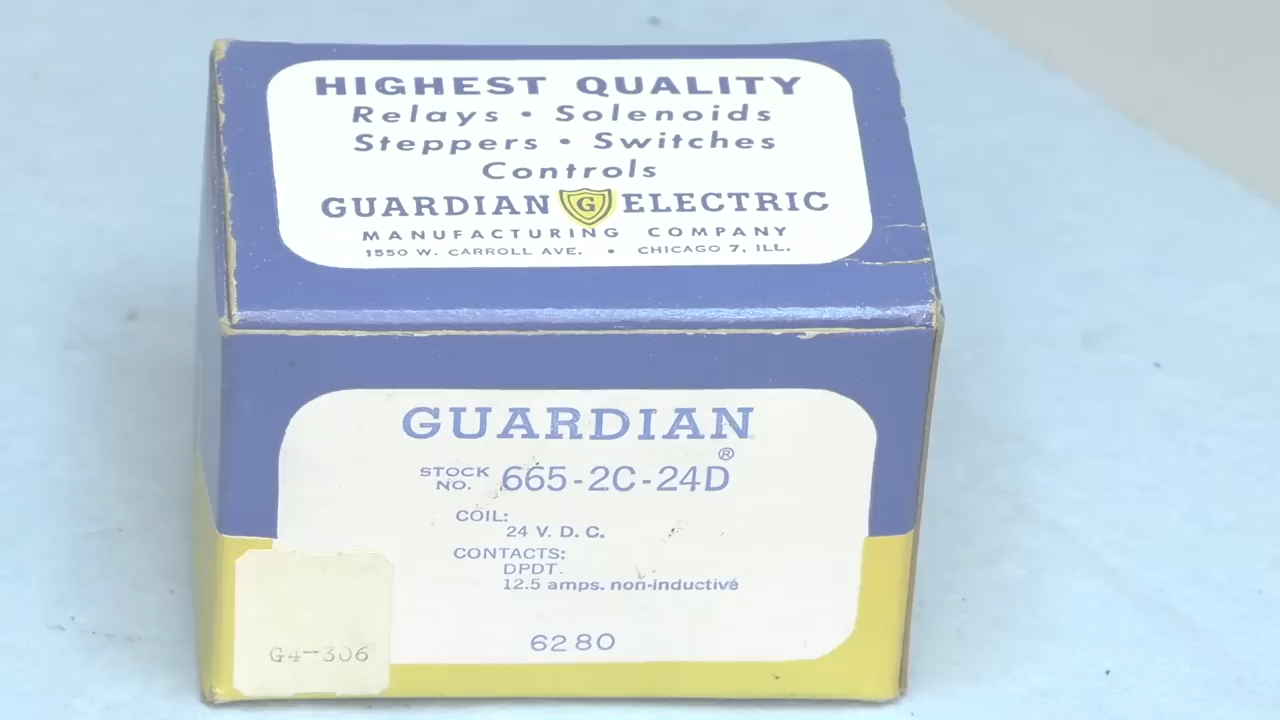 HIGHEST QUALITY
Relays • Solenoids
Steppers • Switches
Controls
GUARDIAN G ELECTRIC
MANUFACTURING COMPANY
1550 W. CARROLL AVE. • CHICAGO 7, ILL.
GUARDIAN
®
STOCK NO. 665-2C-24D
COIL:
24 V. D. C.
CONTACTS:
DPDT.
12.5 amps. non-inductive
6280
G4-306